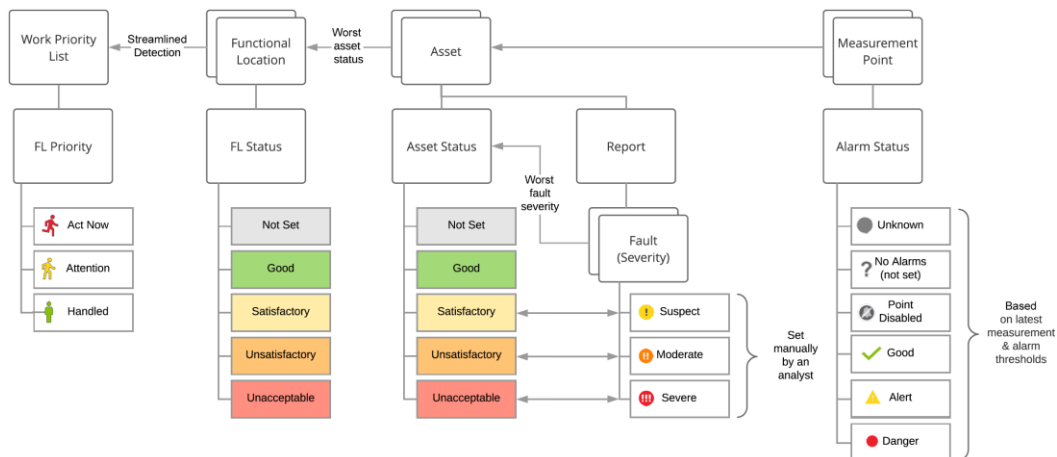 Work Priority
List
Streamlined
Detection
Functional
Location
Worst
asset
status
Asset
Measurement
Point
FL Priority
FL Status
Asset Status
Report
Alarm Status
Worst
fault
severity
Act Now
Attention
Handled
Not Set
Good
Satisfactory
Unsatisfactory
Unacceptable
Not Set
Good
Satisfactory
Unsatisfactory
Unacceptable
Fault
(Severity)
Suspect
Moderate
Severe
Set
manually
by an
analyst
Unknown
No Alarms
(not set)
Point
Disabled
Good
Alert
Danger
Based
on latest
measurement
& alarm
thresholds